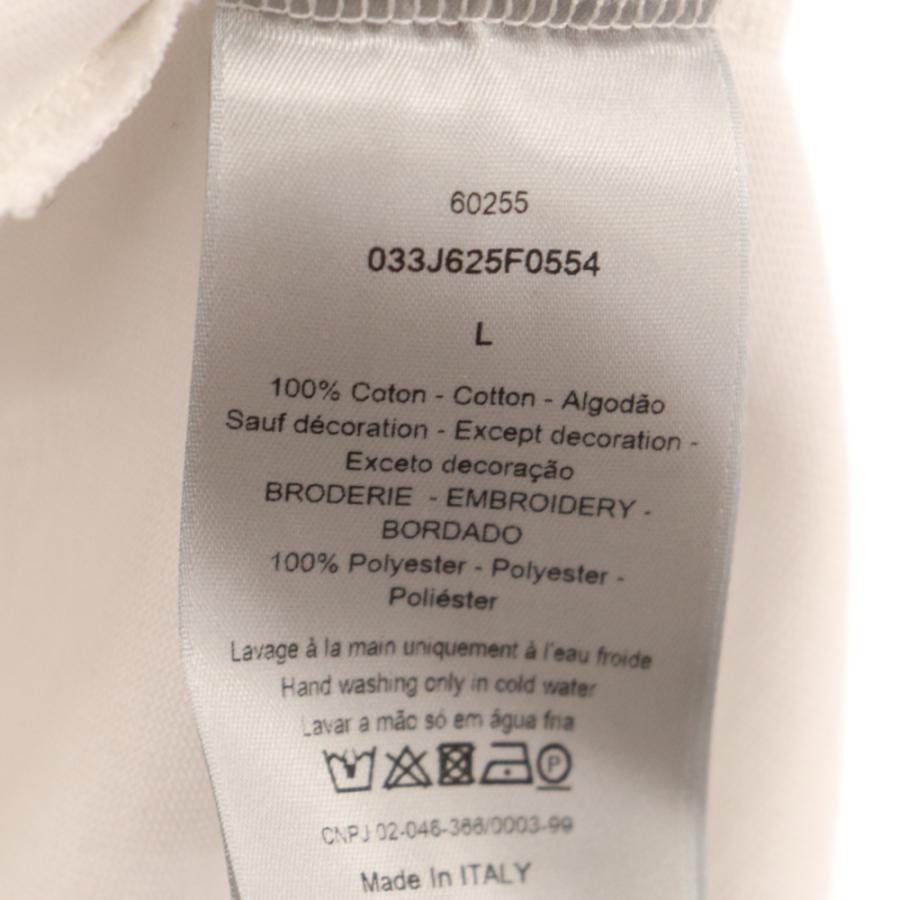 60255
033J625F0554
L
100% Coton - Cotton - Algodão
Sauf décoration - Except decoration -
Exceto decoração
BRODERIE - EMBROIDERY -
BORDADO
100% Polyester - Polyester -
Poliéster
Lavage à la main uniquement à l'eau froide
Hand washing only in cold water
Lavar a mão só em água fria
P
CNPJ 02-046-366/0003-99
Made In ITALY